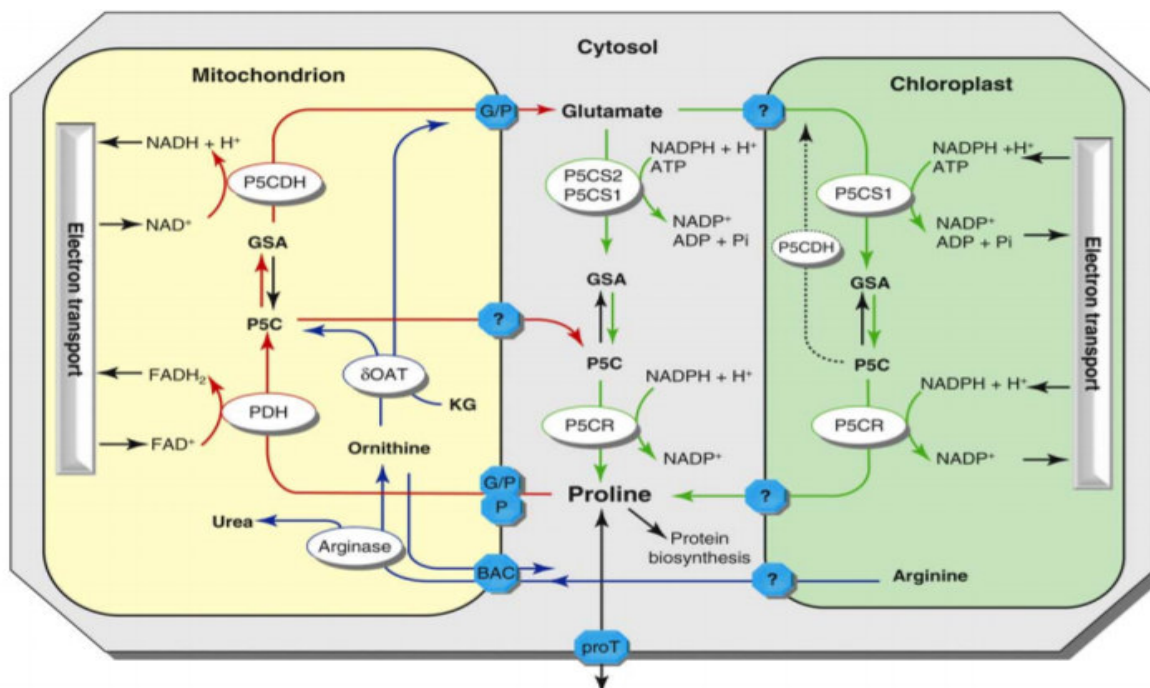 Cytosol
Mitochondrion
Electron transport
NADH + H⁺
NAD⁺
P5CDH
GSA
P5C
FADH₂
FAD⁺
PDH
δOAT
KG
Ornithine
Urea
Arginase
G/P
?
G/P
P
BAC
Glutamate
P5CS2
P5CS1
NADPH + H⁺
ATP
NADP⁺
ADP + Pi
GSA
P5C
NADPH + H⁺
P5CR
NADP⁺
Proline
Protein
biosynthesis
proT
Chloroplast
?
P5CDH
NADPH +H⁺
ATP
P5CS1
NADP⁺
ADP + Pi
GSA
P5C
NADPH + H⁺
P5CR
NADP⁺
?
?
Arginine
Electron transport